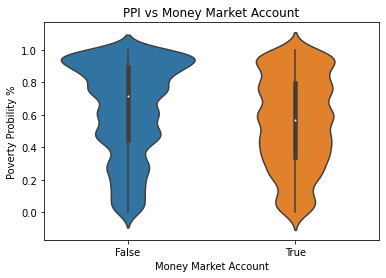 PPI vs Money Market Account
Poverty Probility %
1.0
0.8
0.6
0.4
0.2
0.0
False
True
Money Market Account